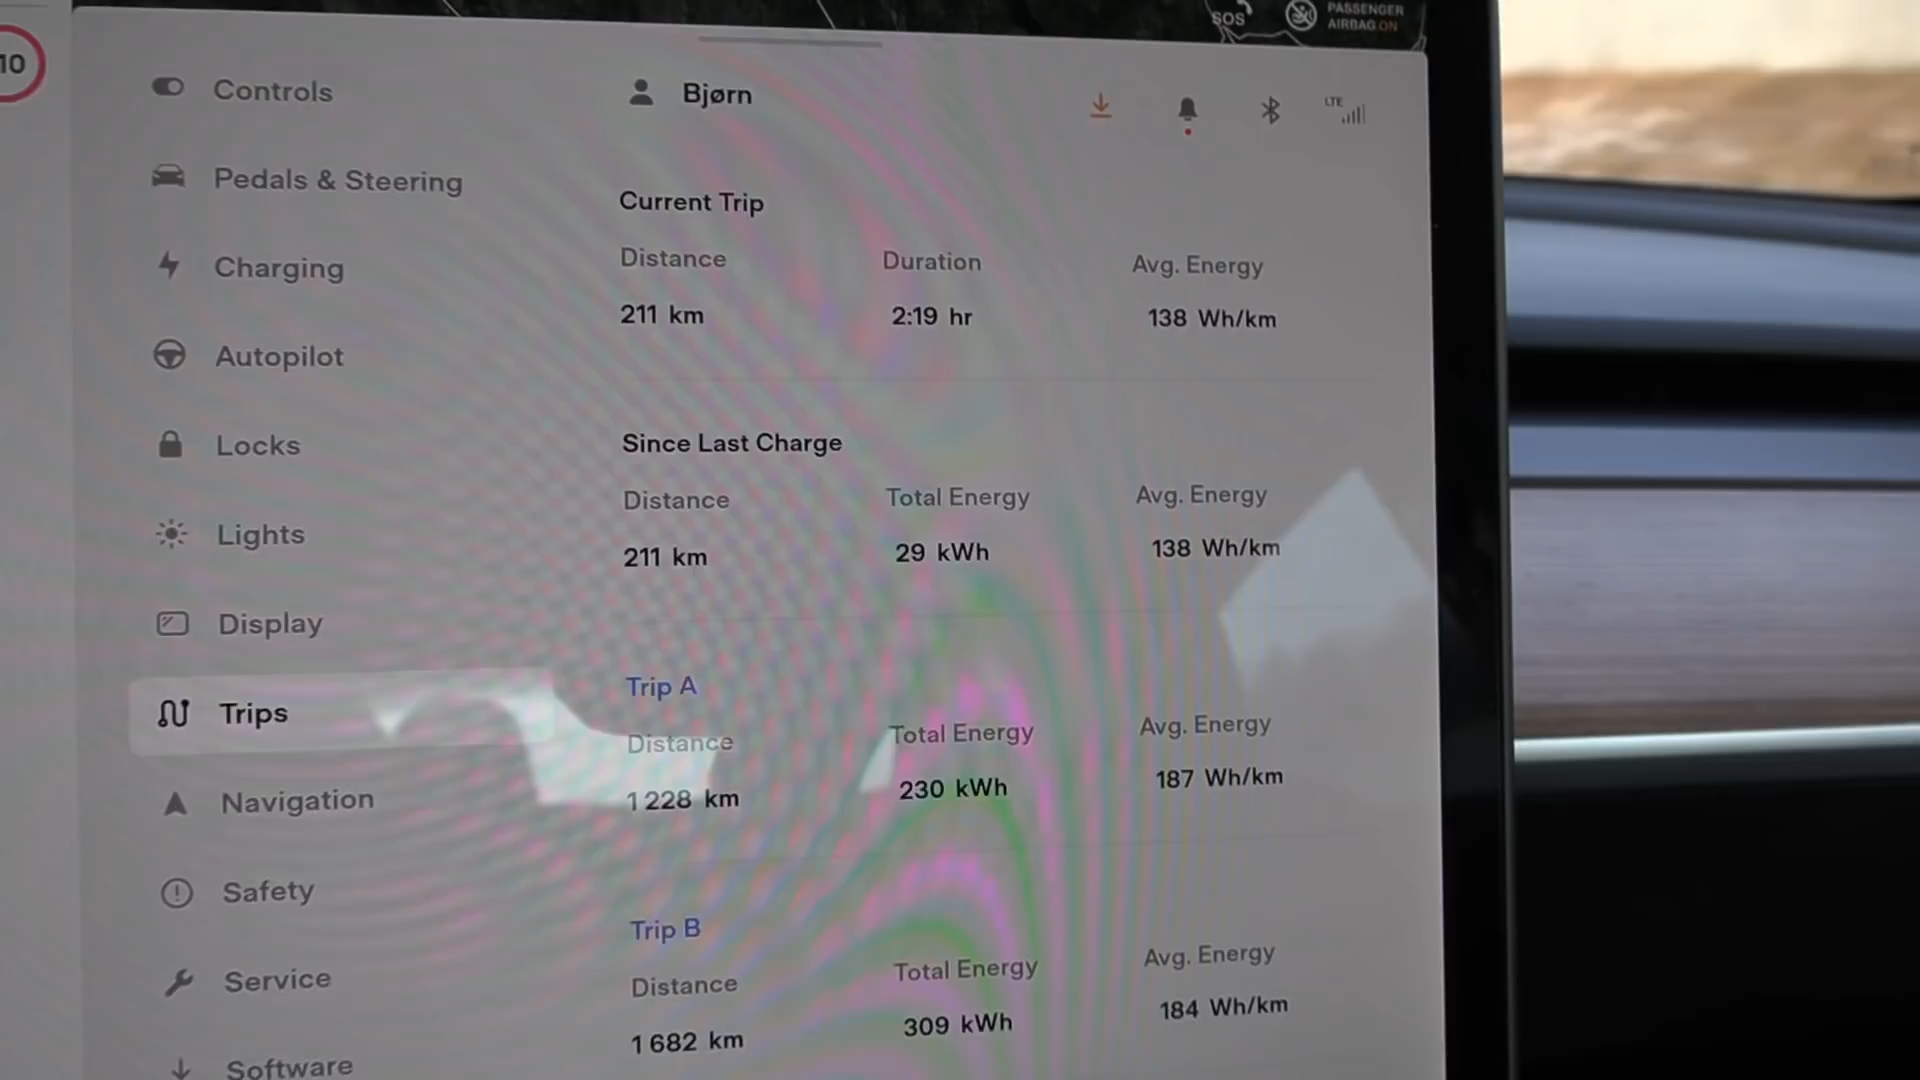 SOS
PASSENGER
AIRBAG ON
10
Controls
Pedals & Steering
Charging
Autopilot
Locks
Lights
Display
Trips
Navigation
Safety
Service
Software
Bjørn
LTE
Current Trip
Distance Duration Avg. Energy
211 km 2:19 hr 138 Wh/km
Since Last Charge
Distance Total Energy Avg. Energy
211 km 29 kWh 138 Wh/km
Trip A
Distance Total Energy Avg. Energy
1 228 km 230 kWh 187 Wh/km
Trip B
Distance Total Energy Avg. Energy
1 682 km 309 kWh 184 Wh/km